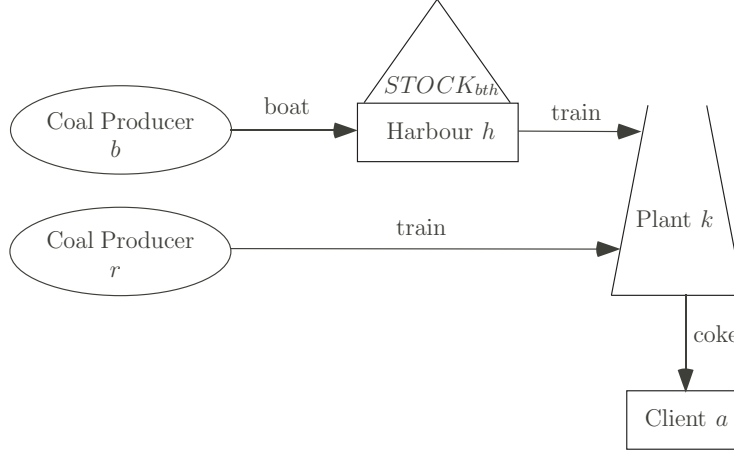 STOCK_bth
boat
Coal Producer
b
Harbour h
train
Coal Producer
r
train
Plant k
coke
Client a